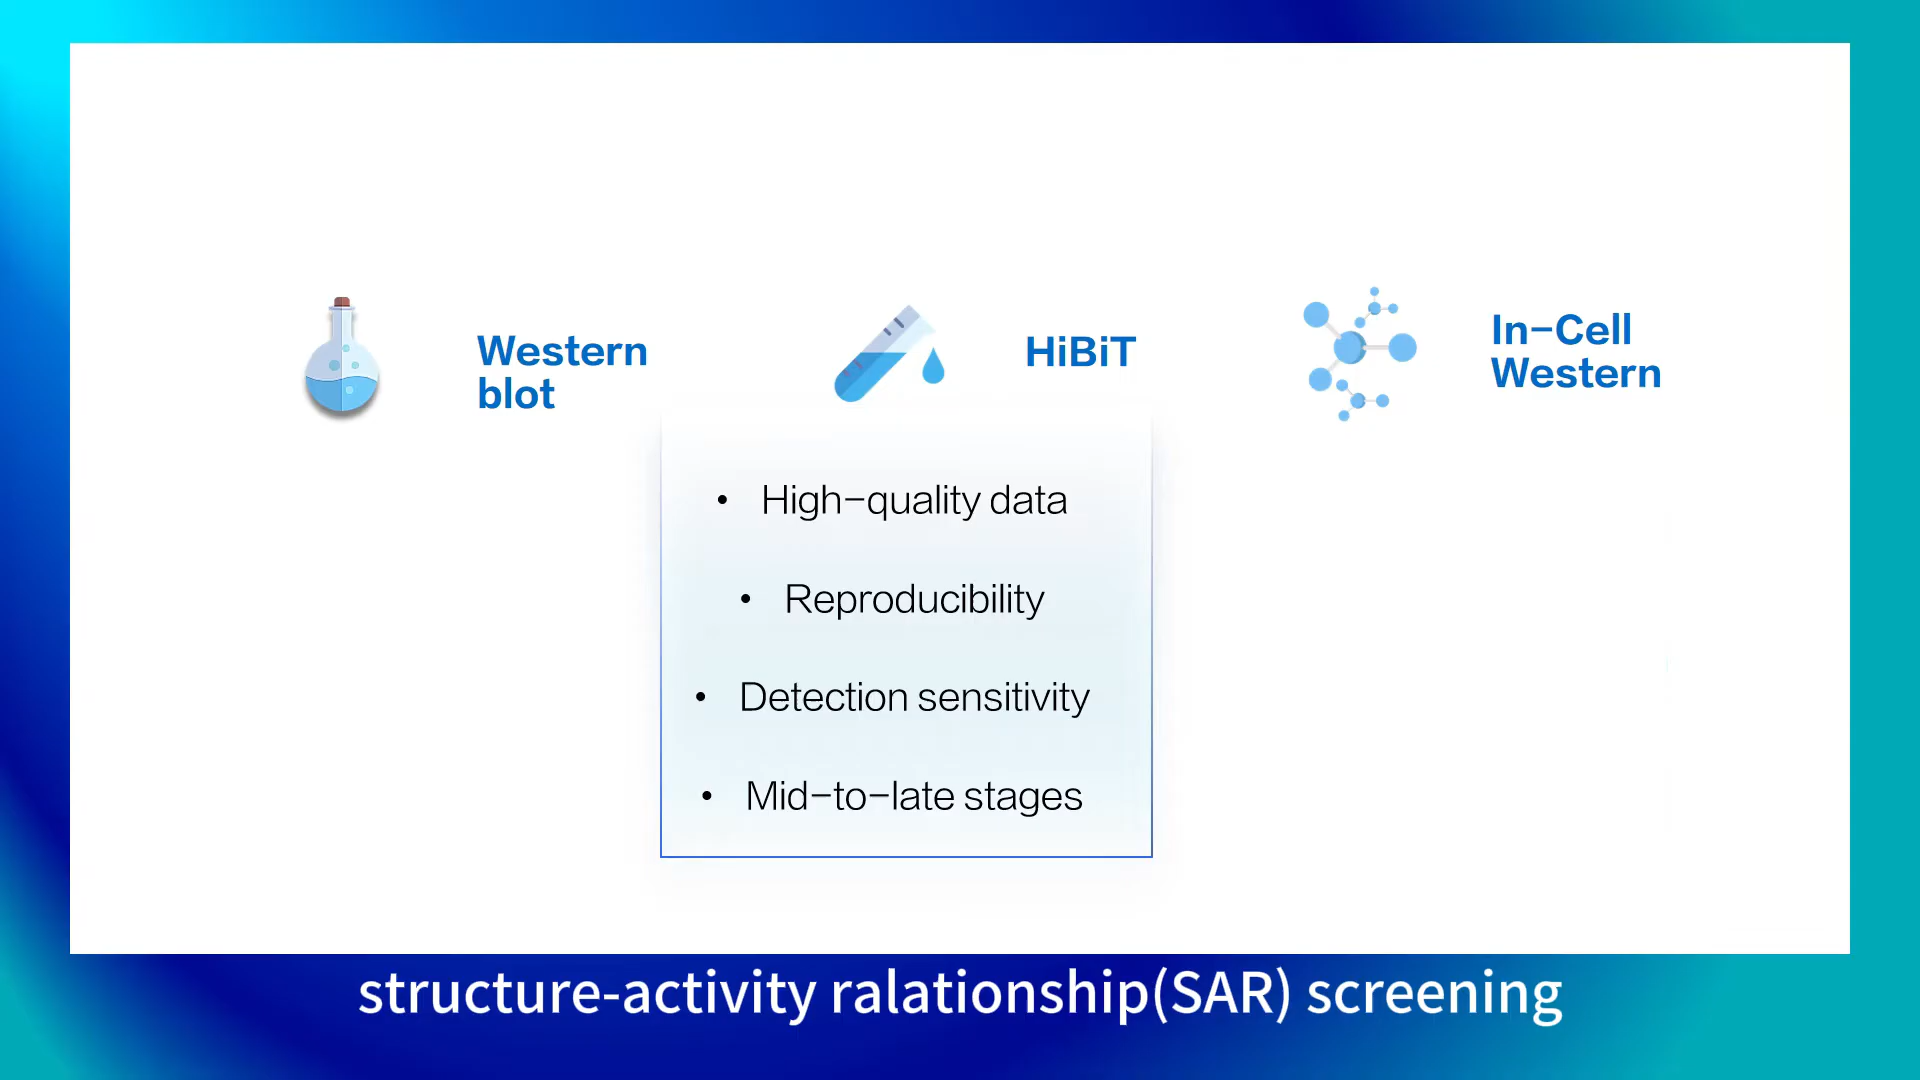 Western
blot
HiBiT
In-Cell
Western
• High-quality data
• Reproducibility
• Detection sensitivity
• Mid-to-late stages
structure-activity ralationship(SAR) screening